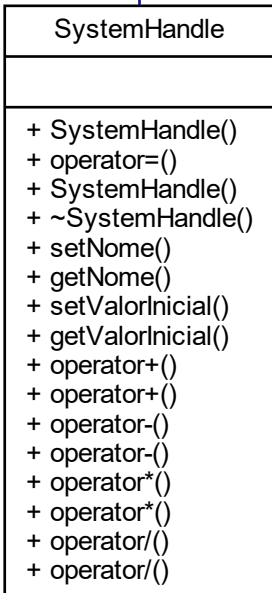 SystemHandle
+ SystemHandle()
+ operator=()
+ SystemHandle()
+ ~SystemHandle()
+ setNome()
+ getNome()
+ setValorInicial()
+ getValorInicial()
+ operator+()
+ operator+()
+ operator-()
+ operator-()
+ operator*()
+ operator*()
+ operator/()
+ operator/()